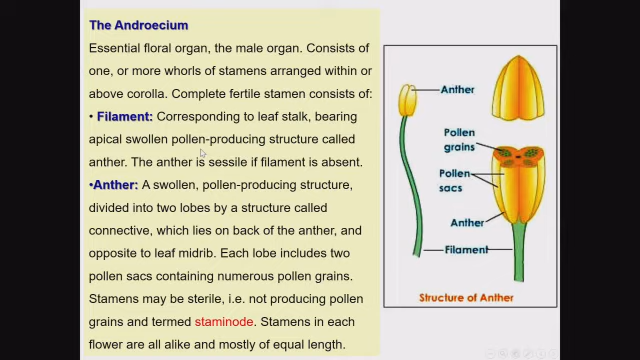 The Androecium
Essential floral organ, the male organ. Consists of
one, or more whorls of stamens arranged within or
above corolla. Complete fertile stamen consists of:
• Filament: Corresponding to leaf stalk, bearing
apical swollen pollen-producing structure called
anther. The anther is sessile if filament is absent.
•Anther: A swollen, pollen-producing structure,
divided into two lobes by a structure called
connective, which lies on back of the anther, and
opposite to leaf midrib. Each lobe includes two
pollen sacs containing numerous pollen grains.
Stamens may be sterile, i.e. not producing pollen
grains and termed staminode. Stamens in each
flower are all alike and mostly of equal length.
Anther
Pollen
grains
Pollen
sacs
Anther
Filament
Structure of Anther